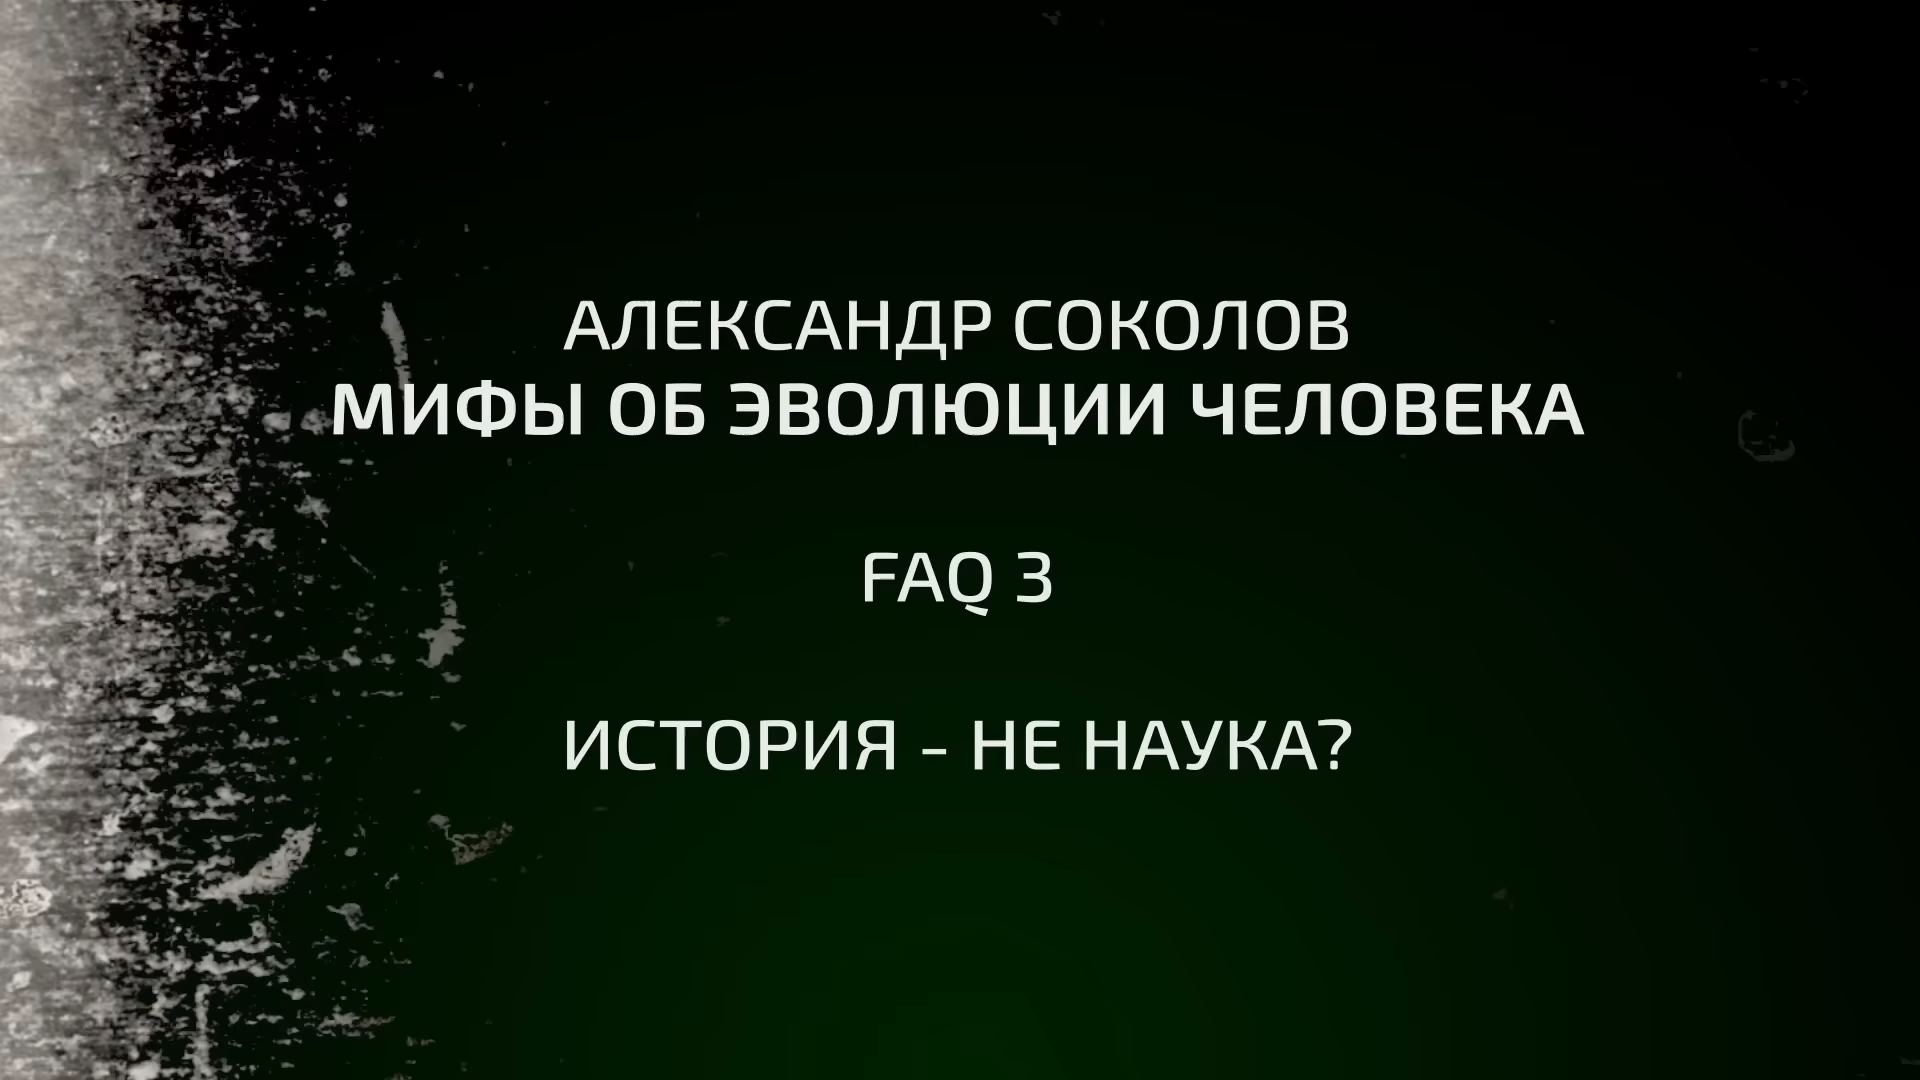 АЛЕКСАНДР СОКОЛОВ
МИФЫ ОБ ЭВОЛЮЦИИ ЧЕЛОВЕКА
FAQ 3
ИСТОРИЯ - НЕ НАУКА?